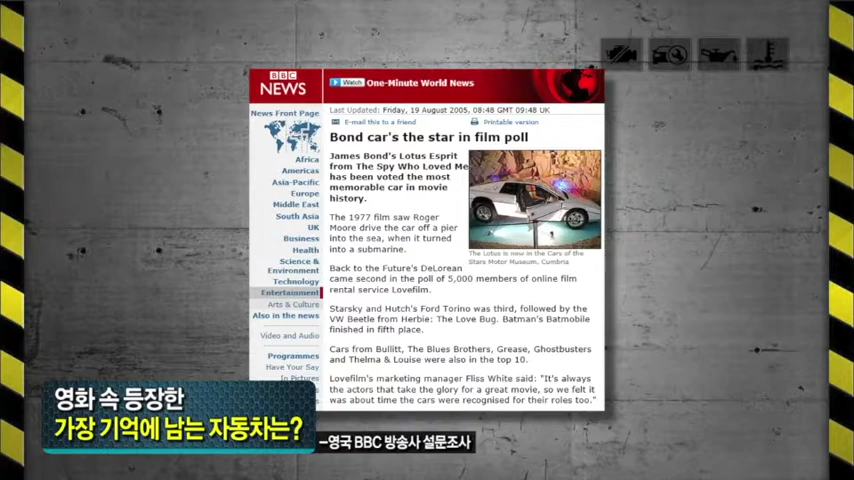 BBC
NEWS
Watch One-Minute World News
News Front Page
Africa
Americas
Asia-Pacific
Europe
Middle East
South Asia
UK
Business
Health
Science &
Environment
Technology
Entertainment
Arts & Culture
Also in the news
Video and Audio
Programmes
Have Your Say
In Pictures
Last Updated: Friday, 19 August 2005, 08:48 GMT 09:48 UK
E-mail this to a friend
Printable version
Bond car's the star in film poll
James Bond's Lotus Esprit
from The Spy Who Loved Me
has been voted the most
memorable car in movie
history.
The 1977 film saw Roger
Moore drive the car off a pier
into the sea, when it turned
into a submarine.
The Lotus is now in the Cars of the
Stars Motor Museum, Cumbria
Back to the Future's DeLorean
came second in the poll of 5,000 members of online film
rental service Lovefilm.
Starsky and Hutch's Ford Torino was third, followed by the
VW Beetle from Herbie: The Love Bug. Batman's Batmobile
finished in fifth place.
Cars from Bullitt, The Blues Brothers, Grease, Ghostbusters
and Thelma & Louise were also in the top 10.
Lovefilm's marketing manager Fliss White said: "It's always
the actors that take the glory for a great movie, so we felt it
was about time the cars were recognised for their roles too."
영화 속 등장한
가장 기억에 남는 자동차는?
-영국 BBC 방송사 설문조사